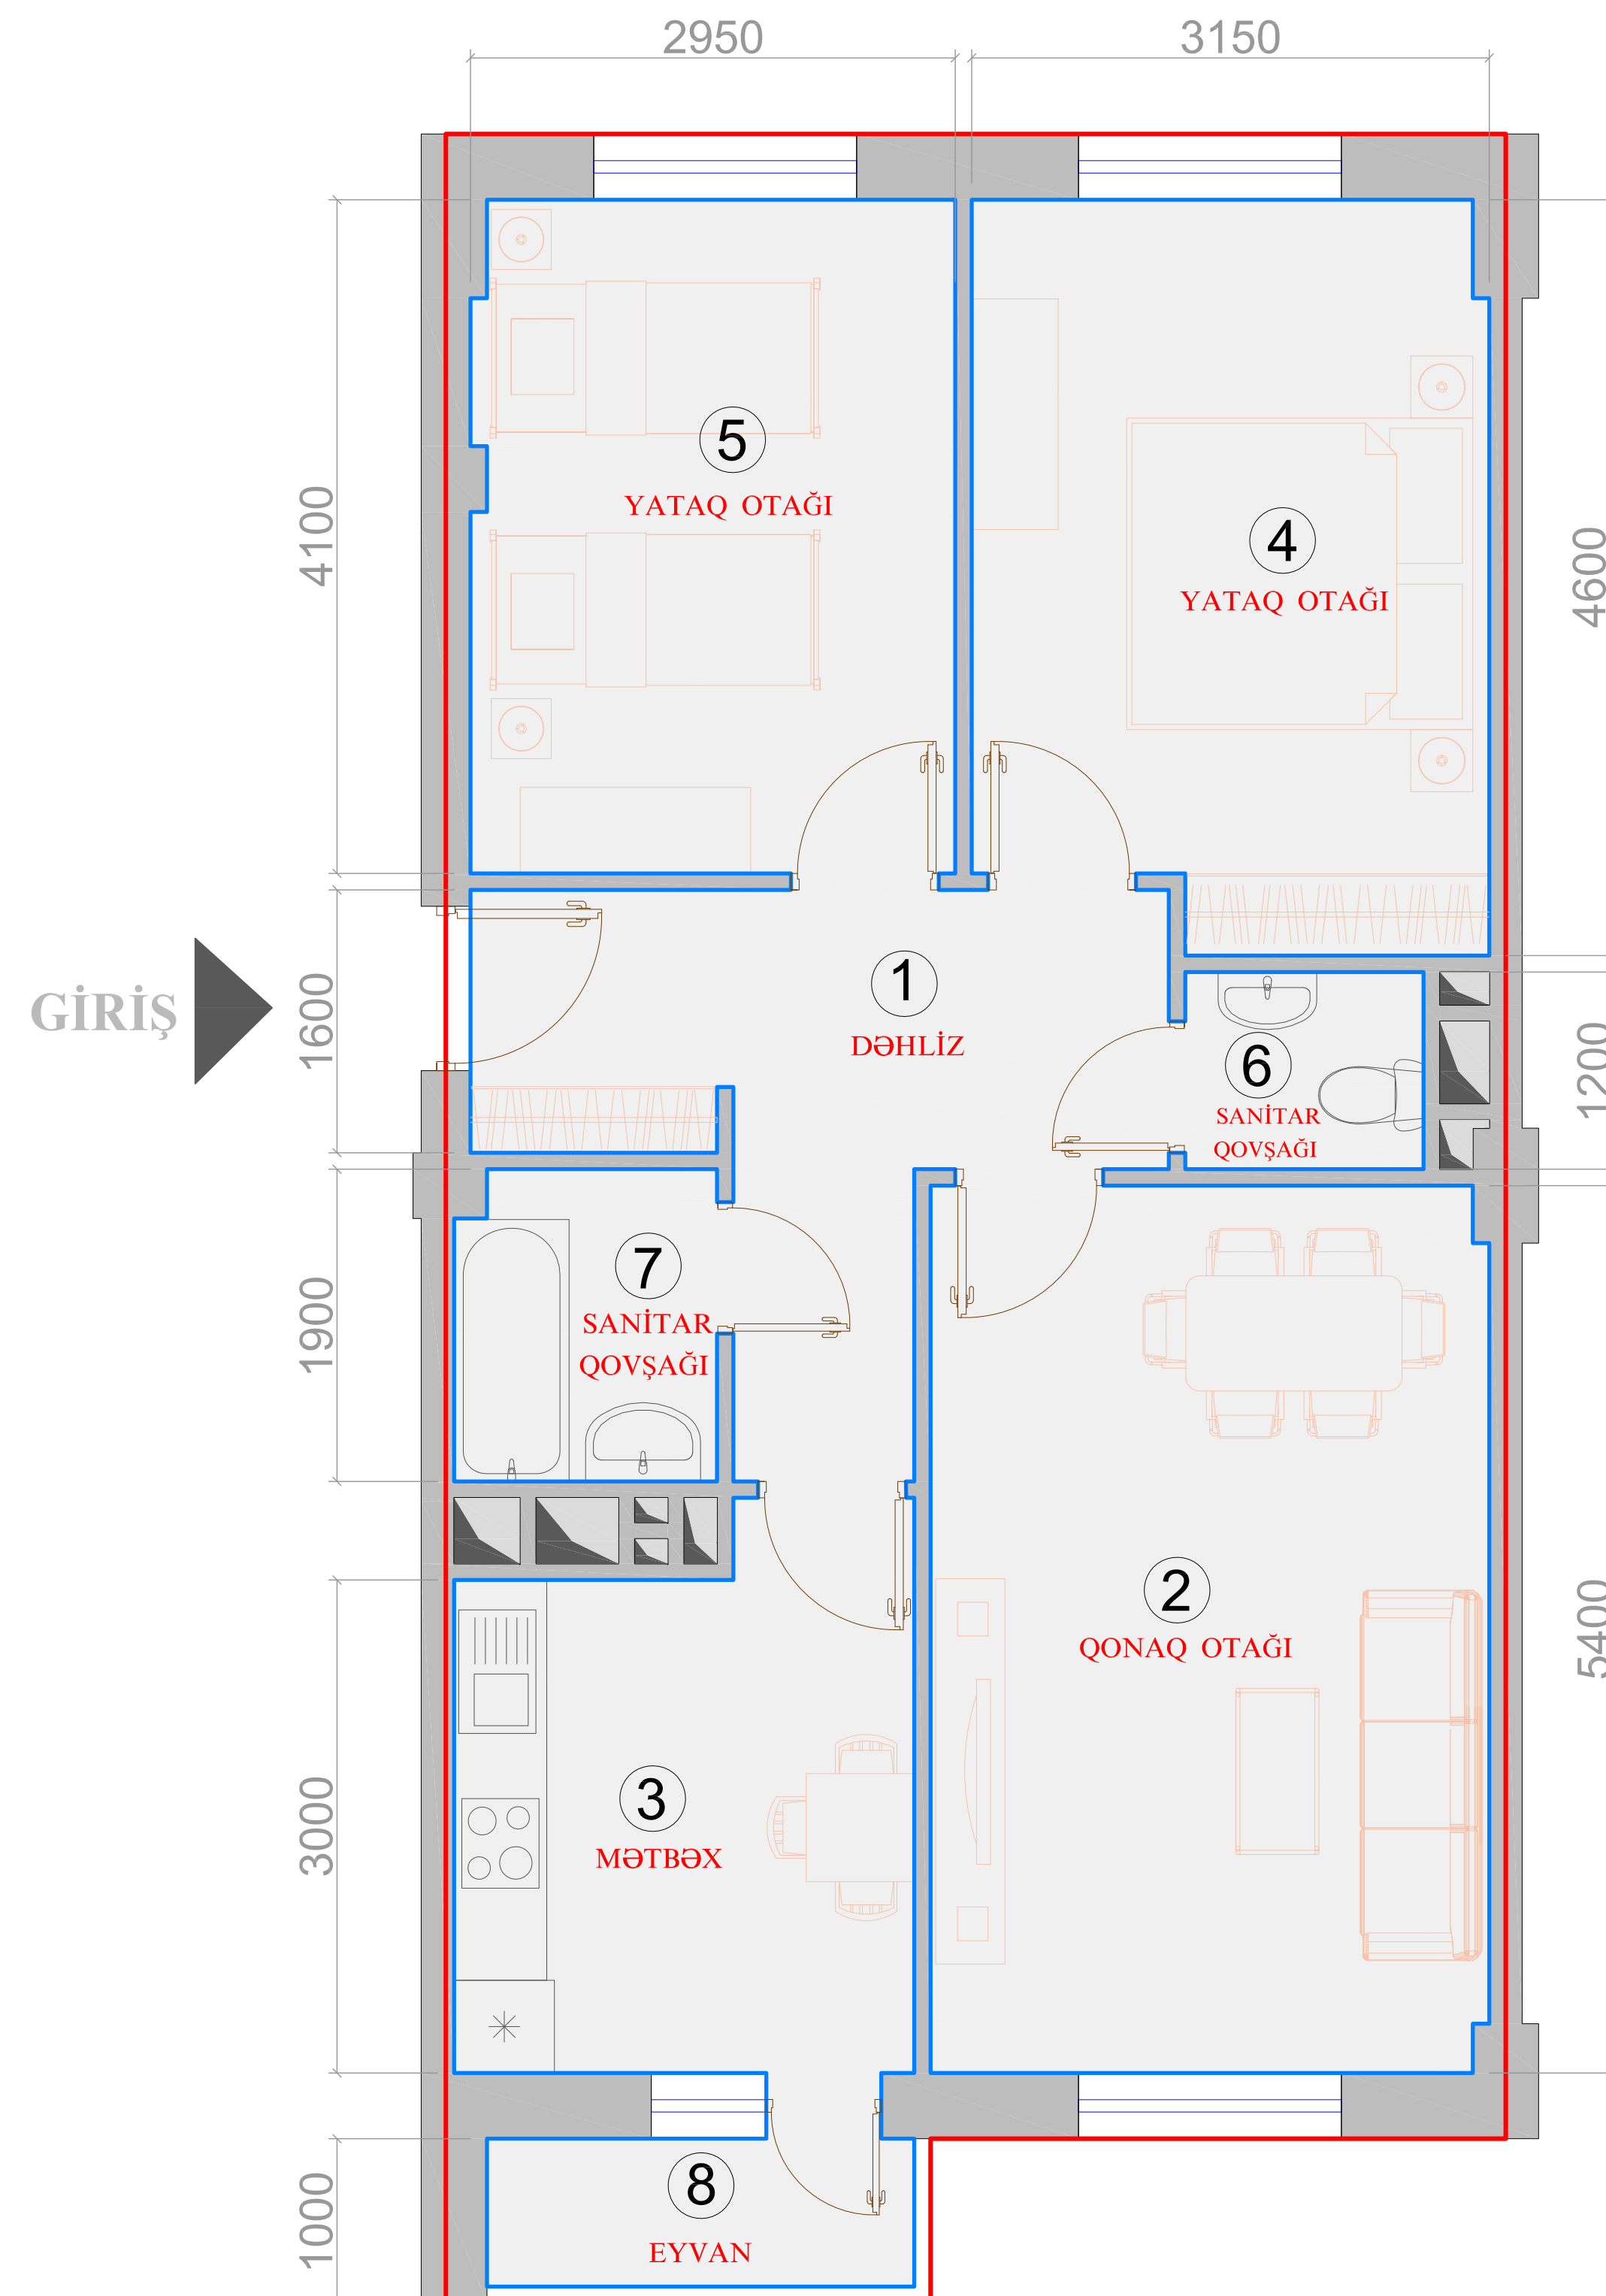 2950
3150
5
YATAQ OTAĞI
4
YATAQ OTAĞI
4100
4600
1
DƏHLİZ
GİRİŞ
1600
6
SANİTAR
QOVŞAĞI
1200
7
SANİTAR
QOVŞAĞI
1900
2
QONAQ OTAĞI
5400
3
MƏTBƏX
3000
8
EYVAN
1000